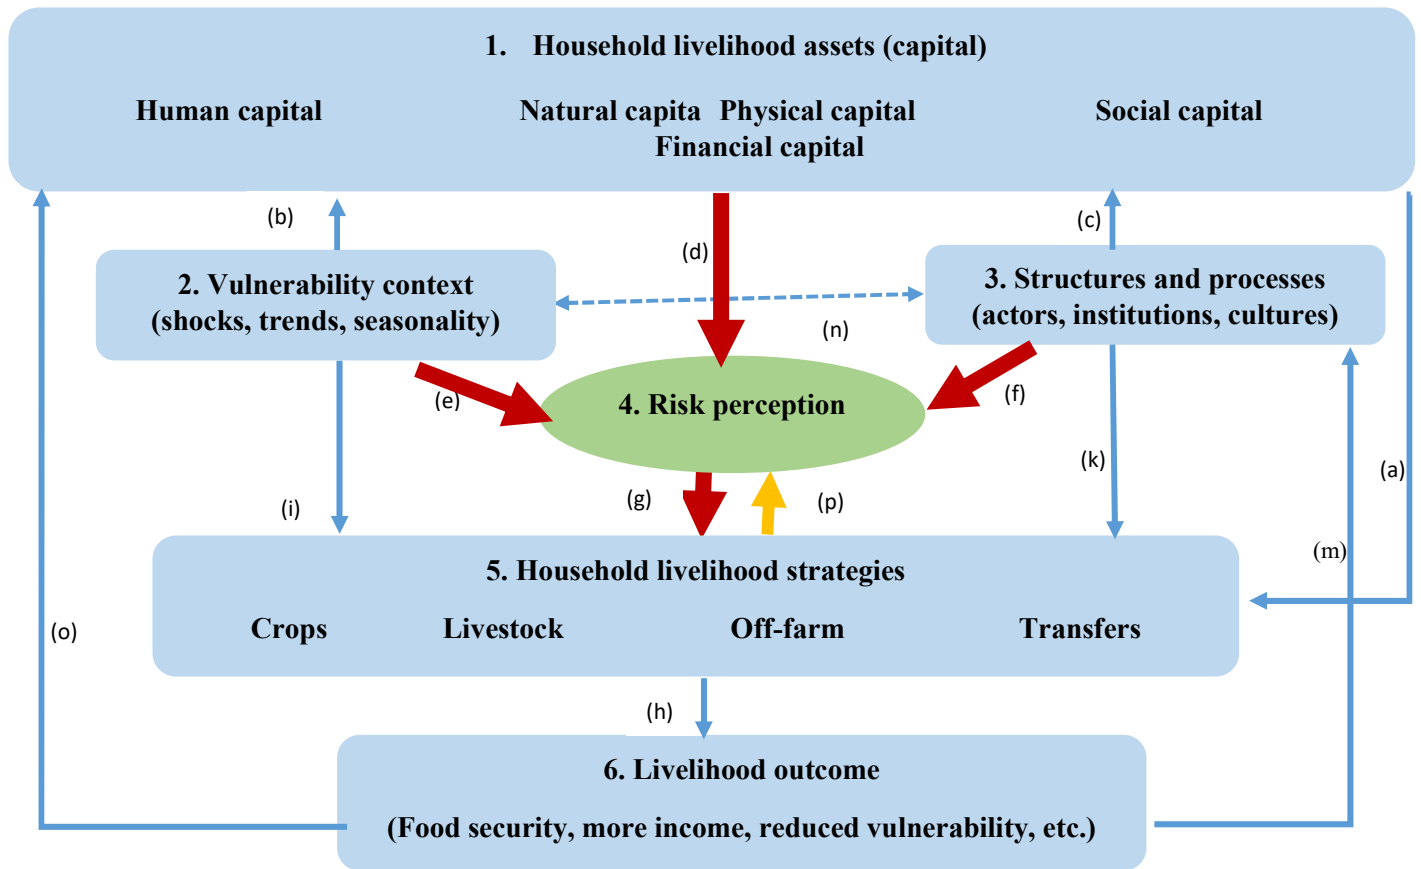 1. Household livelihood assets (capital)
Human capital Natural capita Physical capital Social capital
Financial capital
(b)
(c)
(d)
2. Vulnerability context
(shocks, trends, seasonality)
3. Structures and processes
(actors, institutions, cultures)
(n)
(e)
4. Risk perception
(f)
(k)
(a)
(i)
(g)
(p)
(m)
5. Household livelihood strategies
Crops Livestock Off-farm Transfers
(o)
(h)
6. Livelihood outcome
(Food security, more income, reduced vulnerability, etc.)